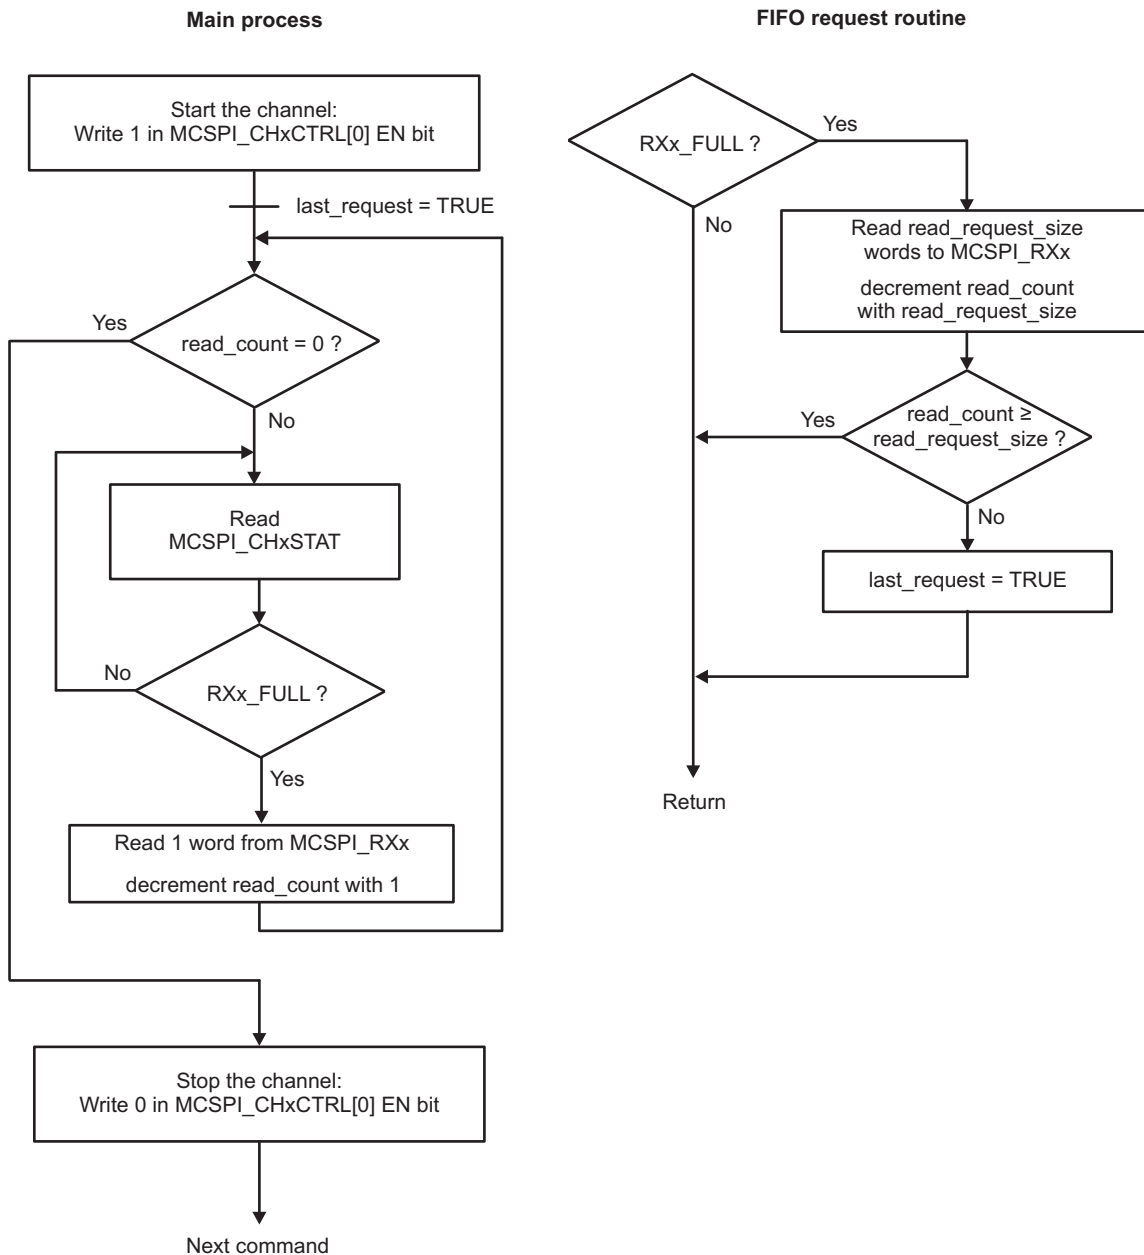 Main process
Start the channel:
Write 1 in MCSPI_CHxCTRL[0] EN bit
last_request = TRUE
Yes
read_count = 0 ?
No
Read
MCSPI_CHxSTAT
No
RXx_FULL ?
Yes
Read 1 word from MCSPI_RXx
decrement read_count with 1
Stop the channel:
Write 0 in MCSPI_CHxCTRL[0] EN bit
Next command
FIFO request routine
RXx_FULL ?
Yes
No
Read read_request_size
words to MCSPI_RXx
decrement read_count
with read_request_size
Yes
read_count ≥
read_request_size ?
No
last_request = TRUE
Return